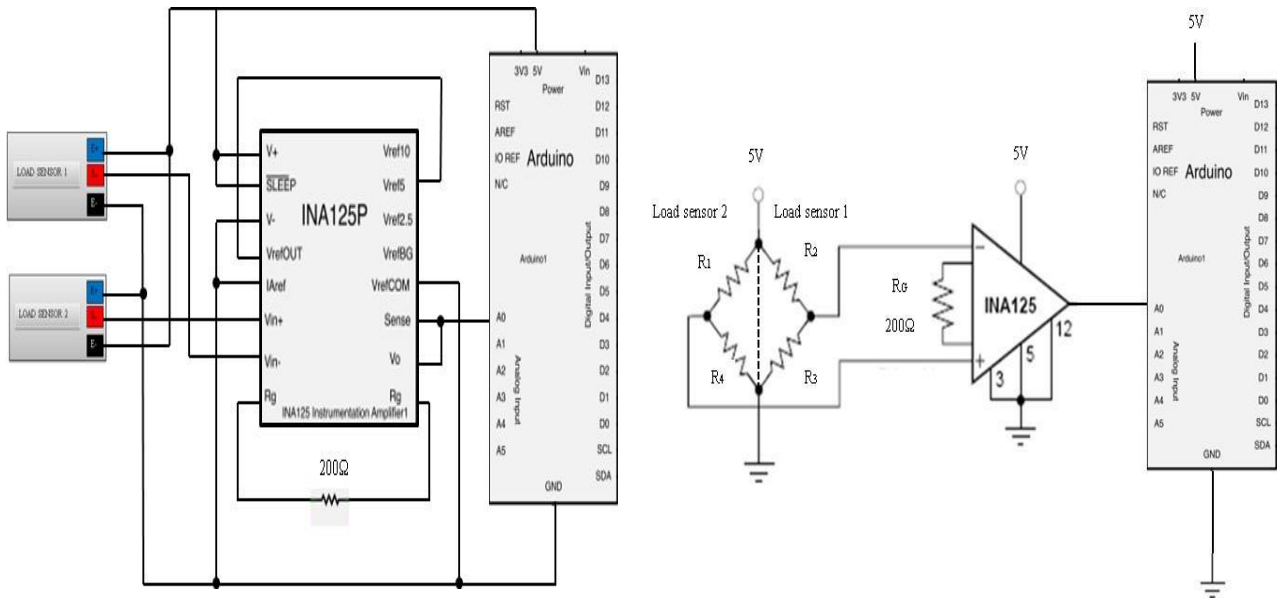 3V3 5V Vin
Power
RST
AREF
IO REF
N/C
Arduino
Arduino1
D13
D12
D11
D10
D9
D8
D7
D6
D5
D4
D3
D2
D1
D0
SCL
SDA
Digital Input/Output
A0
A1
A2
A3
A4
A5
Analog Input
GND
LOAD SENSOR 1
E+
E-
LOAD SENSOR 2
E+
E-
V+
SLEEP
V-
VrefOUT
IAref
Vin+
Vin-
Rg
INA125P
Vref10
Vref5
Vref2.5
VrefBG
VrefCOM
Sense
Vo
Rg
INA125 Instrumentation Amplifier1
200Ω
5V
Load sensor 2 Load sensor 1
R1
R2
R4
R3
5V
RG
200Ω
INA125
12
5
3
5V
3V3 5V Vin
Power
RST
AREF
IO REF
N/C
Arduino
Arduino1
D13
D12
D11
D10
D9
D8
D7
D6
D5
D4
D3
D2
D1
D0
SCL
SDA
Digital Input/Output
A0
A1
A2
A3
A4
A5
Analog Input
GND